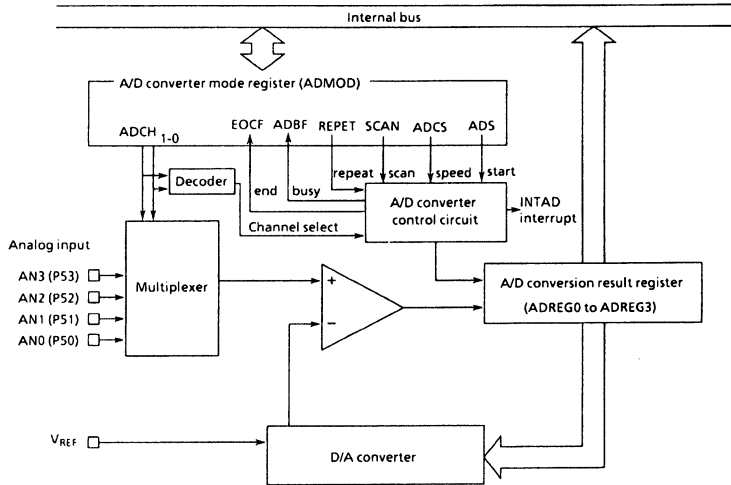 Internal bus
A/D converter mode register (ADMOD)
ADCH 1-0
EOCF ADBF REPET SCAN ADCS ADS
repeat scan speed start
Decoder
end busy
A/D converter
control circuit
INTAD
interrupt
Channel select
Analog input
Multiplexer
AN3 (P53)
AN2 (P52)
AN1 (P51)
AN0 (P50)
+
−
A/D conversion result register
(ADREG0 to ADREG3)
VREF
D/A converter